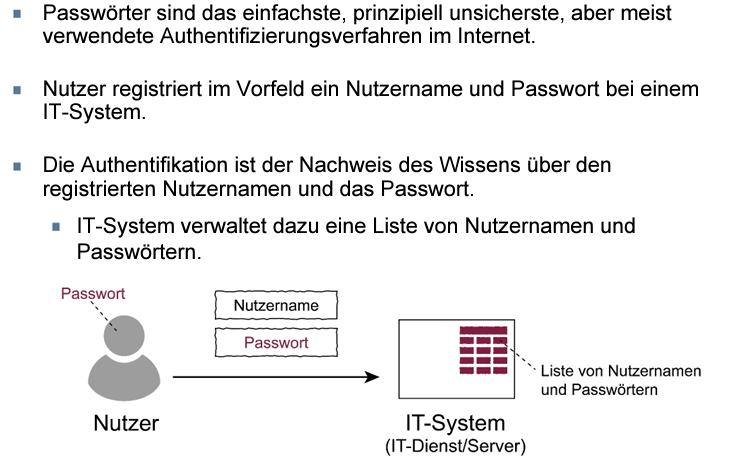 Passwörter sind das einfachste, prinzipiell unsicherste, aber meist
verwendete Authentifizierungsverfahren im Internet.
Nutzer registriert im Vorfeld ein Nutzername und Passwort bei einem
IT-System.
Die Authentifikation ist der Nachweis des Wissens über den
registrierten Nutzernamen und das Passwort.
IT-System verwaltet dazu eine Liste von Nutzernamen und
Passwörtern.
Passwort
Nutzername
Passwort
Liste von Nutzernamen
und Passwörtern
Nutzer
IT-System
(IT-Dienst/Server)